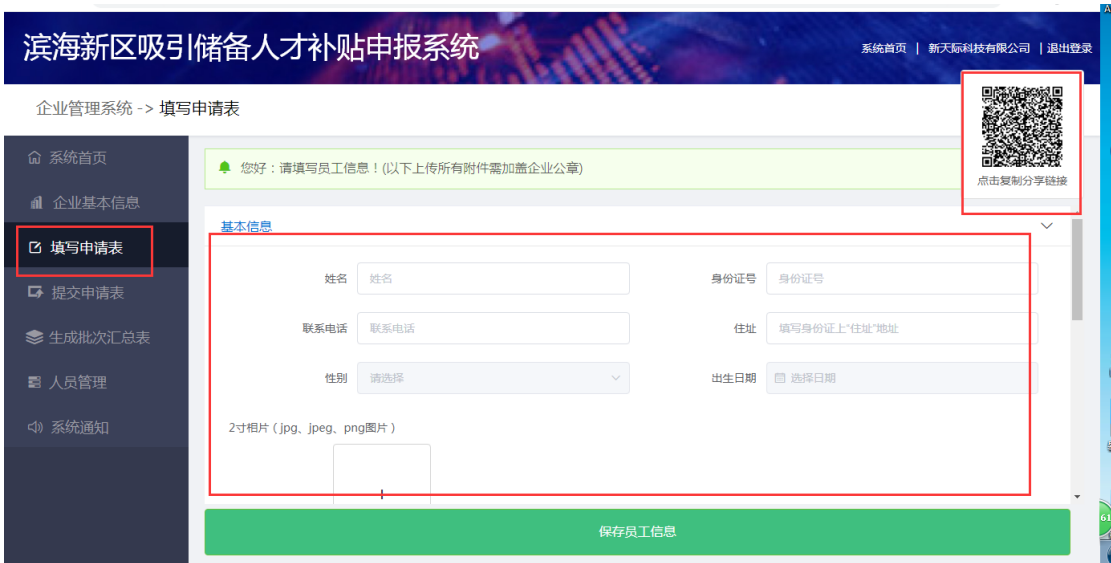 滨海新区吸引储备人才补贴申报系统
系统首页 | 新天际科技有限公司 | 退出登录
企业管理系统 -> 填写申请表
点击复制分享链接
系统首页
企业基本信息
填写申请表
提交申请表
生成批次汇总表
人员管理
系统通知
您好：请填写员工信息！(以下上传所有附件需加盖企业公章)
基本信息
姓名 姓名 身份证号 身份证号
联系电话 联系电话 住址 填写身份证上"住址"地址
性别 请选择 出生日期 选择日期
2寸相片 ( jpg、jpeg、png图片 )
保存员工信息
61